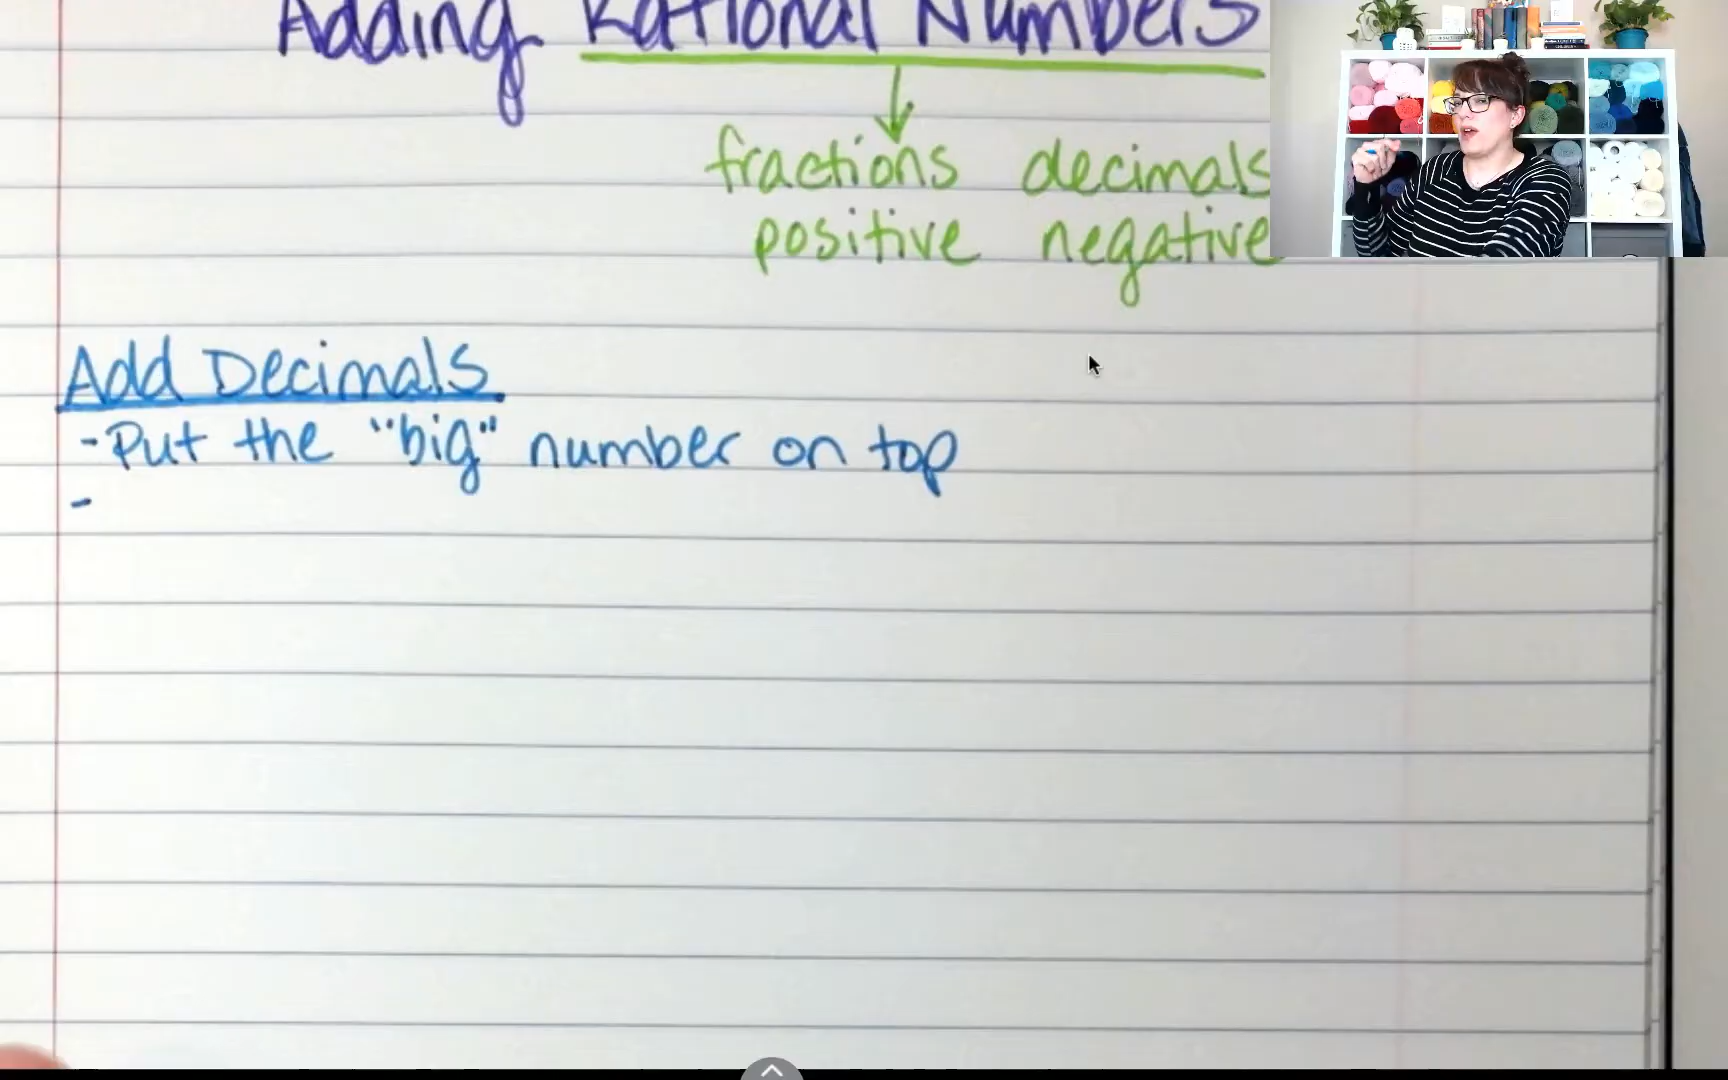 Adding Rational Numbers
fractions decimals
positive negative
Add Decimals
- Put the "big" number on top
-